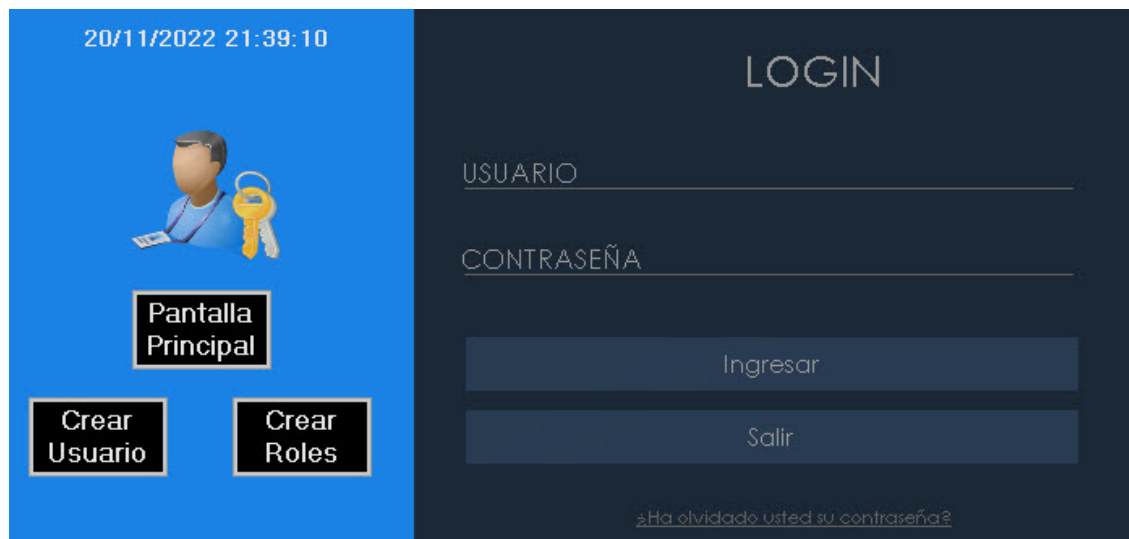 20/11/2022 21:39:10
Pantalla
Principal
Crear
Usuario
Crear
Roles
LOGIN
USUARIO
CONTRASEÑA
Ingresar
Salir
¿Ha olvidado usted su contraseña?